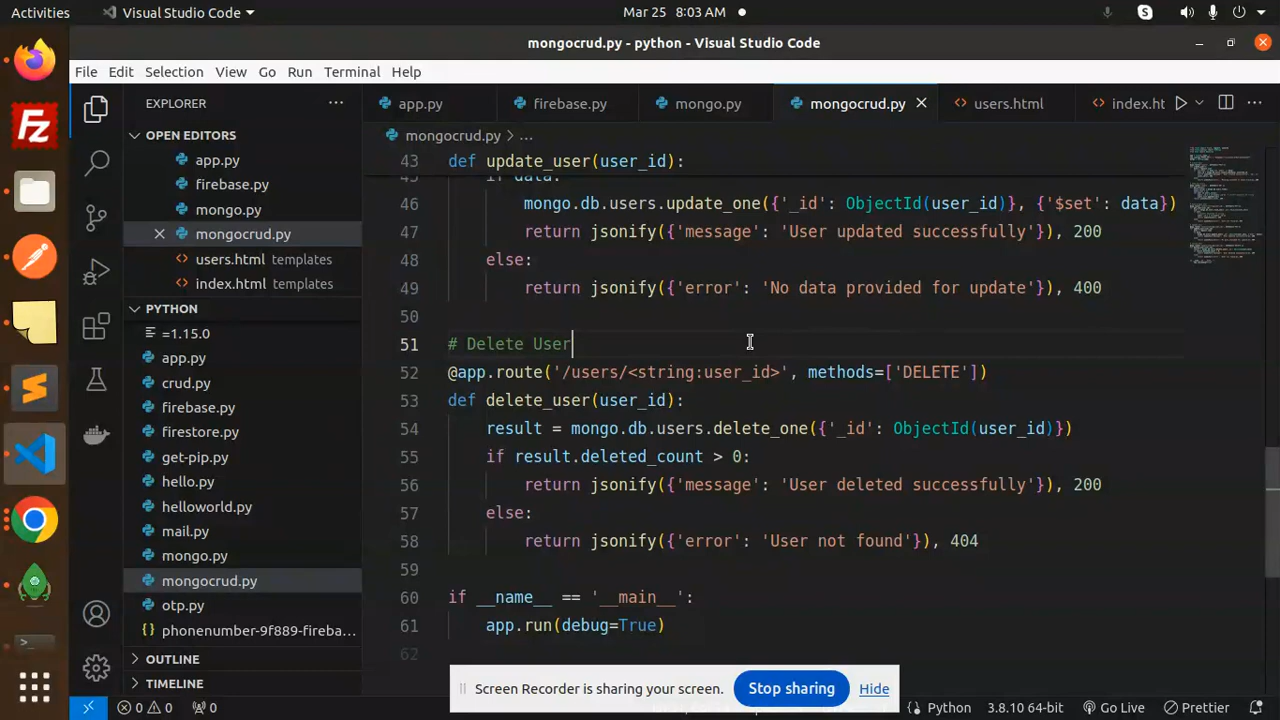 Activities
Visual Studio Code
Mar 25 8:03 AM
mongocrud.py - python - Visual Studio Code
File Edit Selection View Go Run Terminal Help
EXPLORER
app.py
firebase.py
mongo.py
mongocrud.py
users.html
index.ht
OPEN EDITORS
app.py
firebase.py
mongo.py
mongocrud.py
users.html templates
index.html templates
PYTHON
=1.15.0
app.py
crud.py
firebase.py
firestore.py
get-pip.py
hello.py
helloworld.py
mail.py
mongo.py
mongocrud.py
otp.py
phonenumber-9f889-fireba...
OUTLINE
TIMELINE
mongocrud.py > ...
43 def update_user(user_id):
45 if data:
46 mongo.db.users.update_one({'_id': ObjectId(user_id)}, {'$set': data})
47 return jsonify({'message': 'User updated successfully'}), 200
48 else:
49 return jsonify({'error': 'No data provided for update'}), 400
50
51 # Delete User
52 @app.route('/users/<string:user_id>', methods=['DELETE'])
53 def delete_user(user_id):
54 result = mongo.db.users.delete_one({'_id': ObjectId(user_id)})
55 if result.deleted_count > 0:
56 return jsonify({'message': 'User deleted successfully'}), 200
57 else:
58 return jsonify({'error': 'User not found'}), 404
59
60 if __name__ == '__main__':
61 app.run(debug=True)
62
Screen Recorder is sharing your screen.
Stop sharing
Hide
0 0 0
Python 3.8.10 64-bit Go Live Prettier